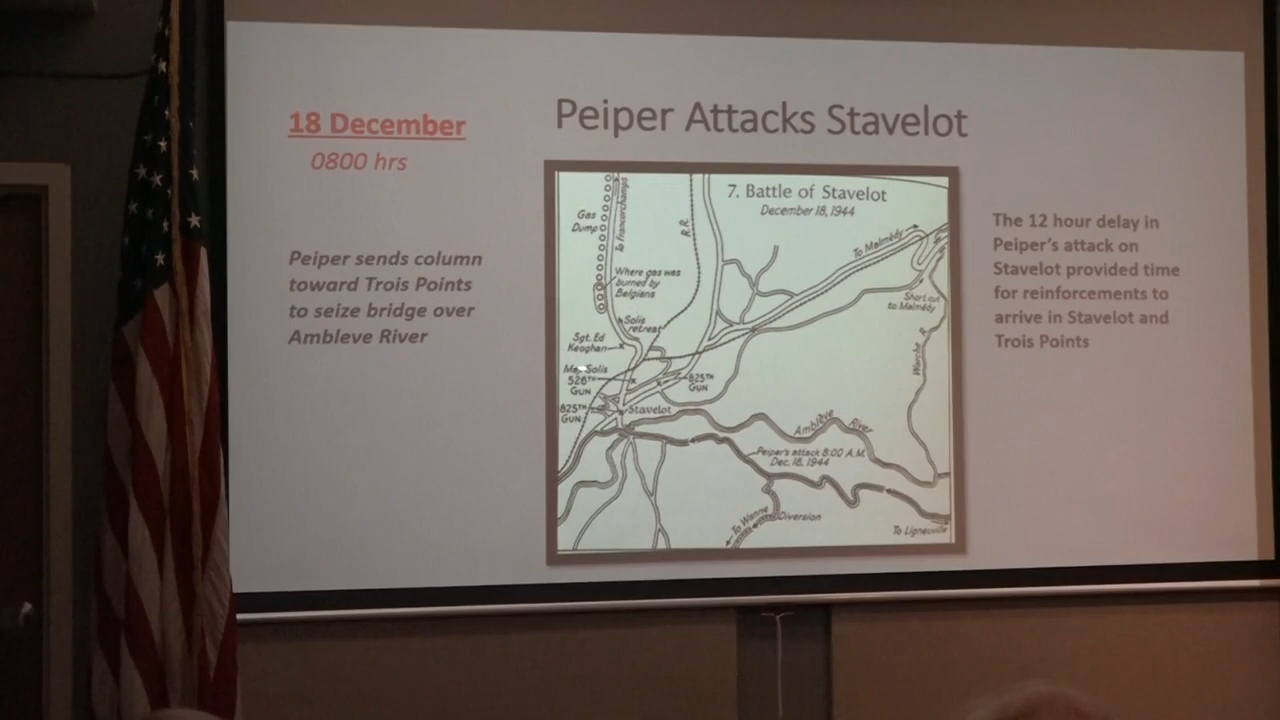 Peiper Attacks Stavelot
18 December
0800 hrs
Peiper sends column
toward Trois Points
to seize bridge over
Ambleve River
7. Battle of Stavelot
December 18, 1944
Gas
Dump
To Francorchamps
R.R.
To Malmédy
Where gas was
burned by
Belgians
Short cut
to Malmédy
Solis
retreat
Sgt. Ed
Keoghan
Warche R.
Maj. Solis
526TH
GUN
825TH
GUN
825TH
GUN
Stavelot
Amblève River
Peiper's attack 8:00 A.M.
Dec. 18, 1944
To Wanne
Diversion
To Ligneuville
The 12 hour delay in
Peiper's attack on
Stavelot provided time
for reinforcements to
arrive in Stavelot and
Trois Points